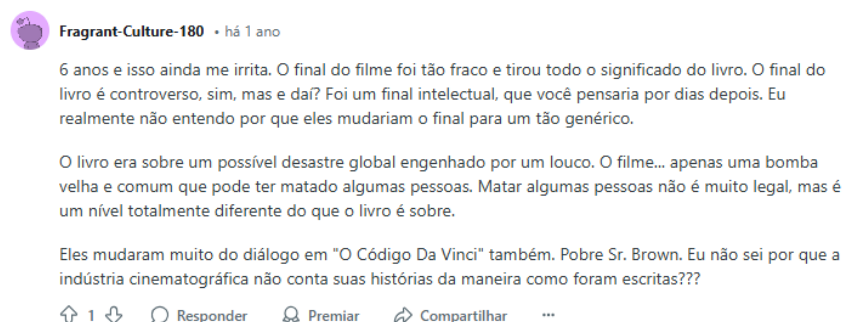 Fragrant-Culture-180 • há 1 ano
6 anos e isso ainda me irrita. O final do filme foi tão fraco e tirou todo o significado do livro. O final do
livro é controverso, sim, mas e daí? Foi um final intelectual, que você pensaria por dias depois. Eu
realmente não entendo por que eles mudariam o final para um tão genérico.
O livro era sobre um possível desastre global engenhado por um louco. O filme... apenas uma bomba
velha e comum que pode ter matado algumas pessoas. Matar algumas pessoas não é muito legal, mas é
um nível totalmente diferente do que o livro é sobre.
Eles mudaram muito do diálogo em "O Código Da Vinci" também. Pobre Sr. Brown. Eu não sei por que a
indústria cinematográfica não conta suas histórias da maneira como foram escritas???
1 Responder Premiar Compartilhar ...